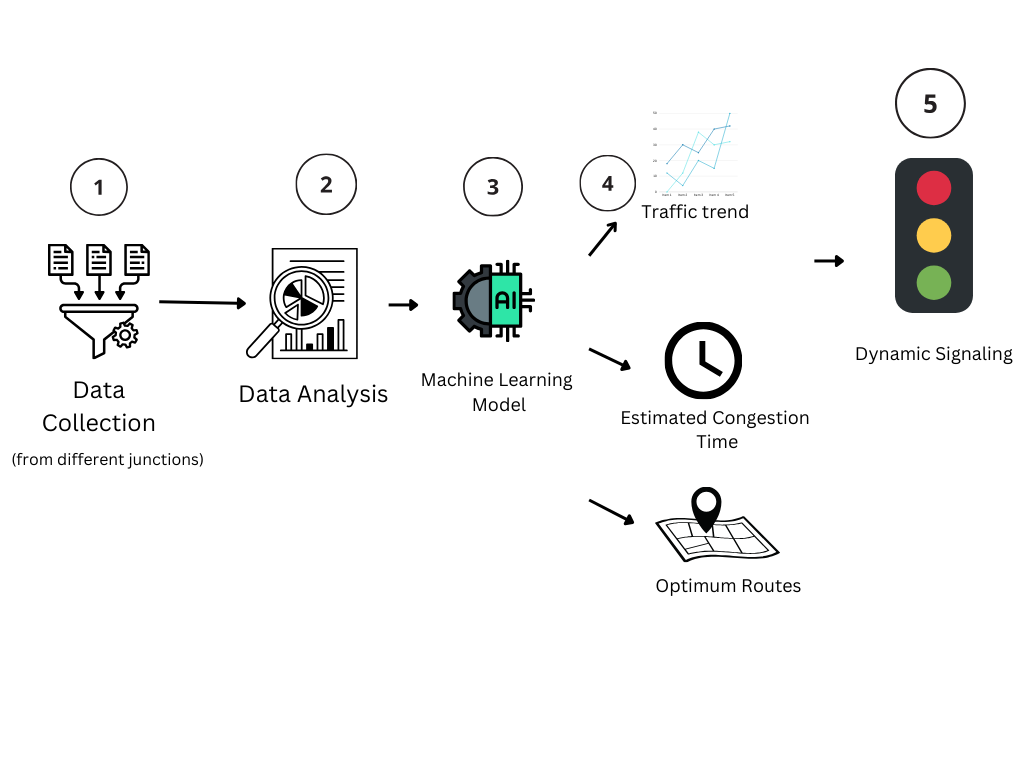 1
Data
Collection
(from different junctions)
2
Data Analysis
3
AI
Machine Learning
Model
4
Traffic trend
Estimated Congestion
Time
Optimum Routes
5
Dynamic Signaling